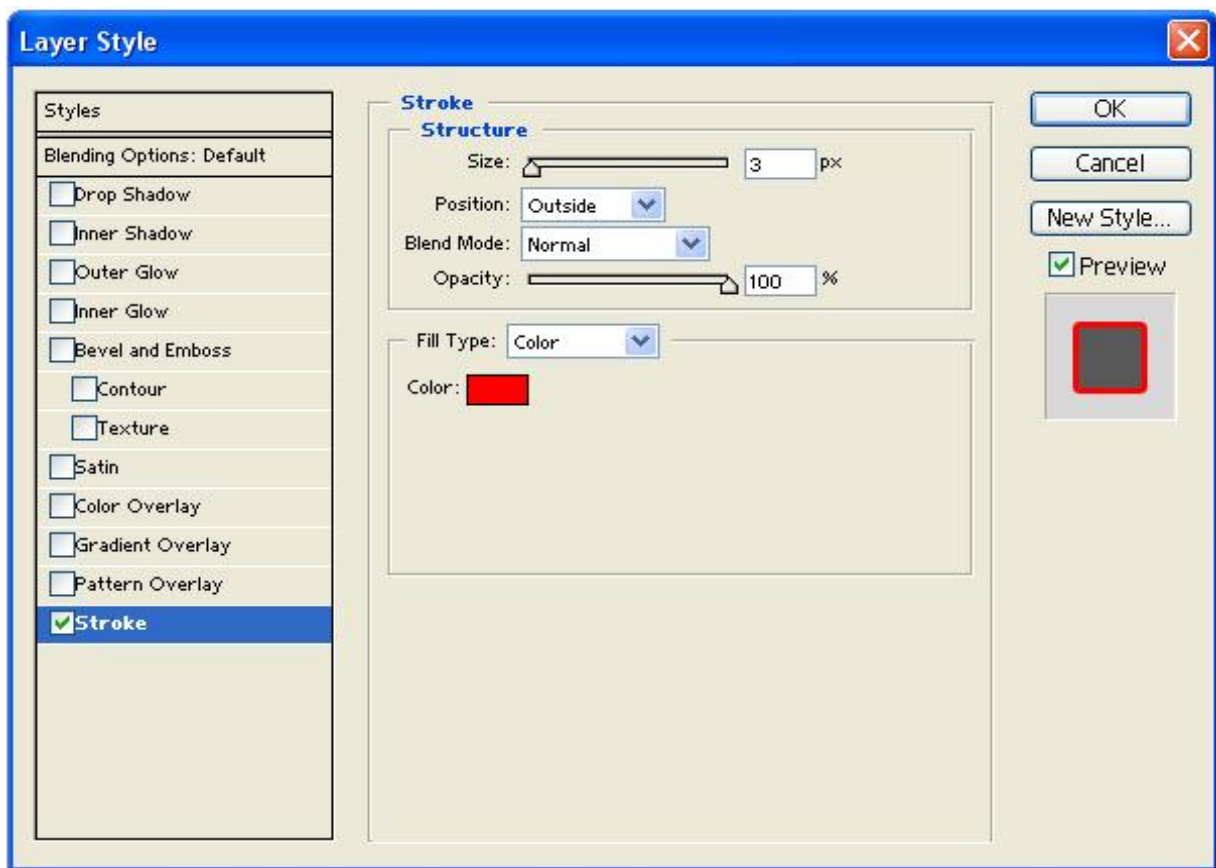 Layer Style
Styles
Blending Options: Default
Drop Shadow
Inner Shadow
Outer Glow
Inner Glow
Bevel and Emboss
Contour
Texture
Satin
Color Overlay
Gradient Overlay
Pattern Overlay
Stroke
Stroke
Structure
Size: 3 px
Position: Outside
Blend Mode: Normal
Opacity: 100 %
Fill Type: Color
Color:
OK
Cancel
New Style...
Preview